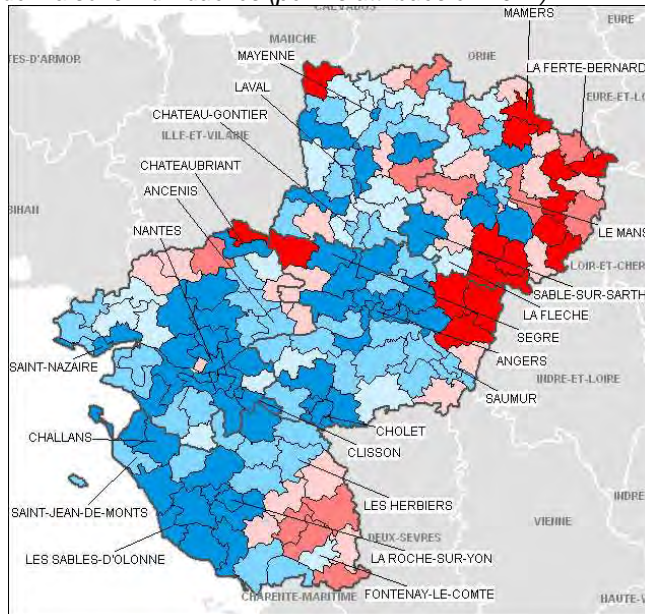 CALVADOS
EURE
MAMERS
MANCHE
ORNE
MAYENNE
TES-D'ARMOR
LA FERTE-BERNARD
LAVAL
EURE-ET-LO
CHATEAU-GONTIER
ILLE-ET-VILAINE
CHATEAUBRIANT
ANCENIS
BIHAN
NANTES
LE MANS
LOIR-ET-CHER
SABLE-SUR-SARTH
LA FLECHE
SEGRE
ANGERS
SAINT-NAZAIRE
INDRE-ET-LOIRE
SAUMUR
CHALLANS
CHOLET
CLISSON
SAINT-JEAN-DE-MONTS
LES HERBIERS
INDRE
VIENNE
DEUX-SEVRES
LES SABLES-D'OLONNE
LA ROCHE-SUR-YON
FONTENAY-LE-COMTE
CHARENTE-MARITIME
HAUTE-V